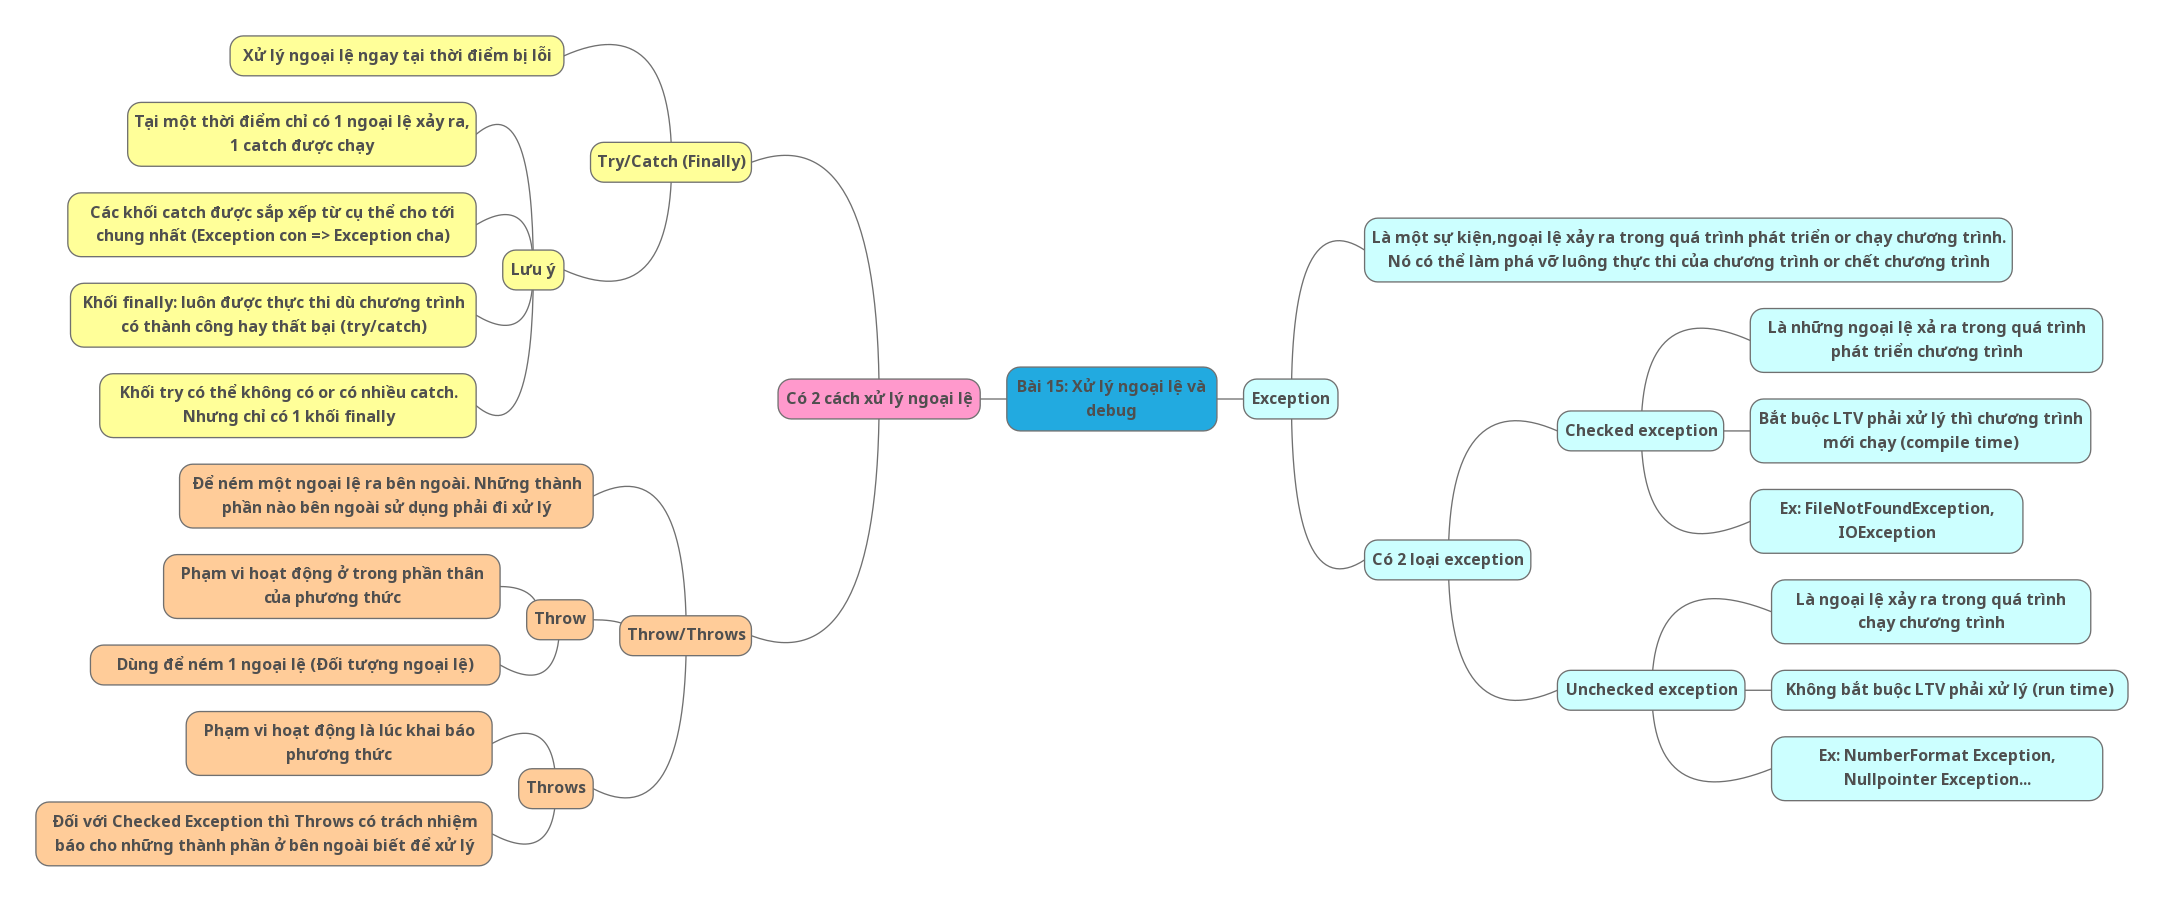 Bài 15: Xử lý ngoại lệ và
debug
Có 2 cách xử lý ngoại lệ
Try/Catch (Finally)
Xử lý ngoại lệ ngay tại thời điểm bị lỗi
Lưu ý
Tại một thời điểm chỉ có 1 ngoại lệ xảy ra,
1 catch được chạy
Các khối catch được sắp xếp từ cụ thể cho tới
chung nhất (Exception con => Exception cha)
Khối finally: luôn được thực thi dù chương trình
có thành công hay thất bại (try/catch)
Khối try có thể không có or có nhiều catch.
Nhưng chỉ có 1 khối finally
Throw/Throws
Để ném một ngoại lệ ra bên ngoài. Những thành
phần nào bên ngoài sử dụng phải đi xử lý
Throw
Phạm vi hoạt động ở trong phần thân
của phương thức
Dùng để ném 1 ngoại lệ (Đối tượng ngoại lệ)
Throws
Phạm vi hoạt động là lúc khai báo
phương thức
Đối với Checked Exception thì Throws có trách nhiệm
báo cho những thành phần ở bên ngoài biết để xử lý
Exception
Là một sự kiện,ngoại lệ xảy ra trong quá trình phát triển or chạy chương trình.
Nó có thể làm phá vỡ luông thực thi của chương trình or chết chương trình
Có 2 loại exception
Checked exception
Là những ngoại lệ xả ra trong quá trình
phát triển chương trình
Bắt buộc LTV phải xử lý thì chương trình
mới chạy (compile time)
Ex: FileNotFoundException,
IOException
Unchecked exception
Là ngoại lệ xảy ra trong quá trình
chạy chương trình
Không bắt buộc LTV phải xử lý (run time)
Ex: NumberFormat Exception,
Nullpointer Exception...